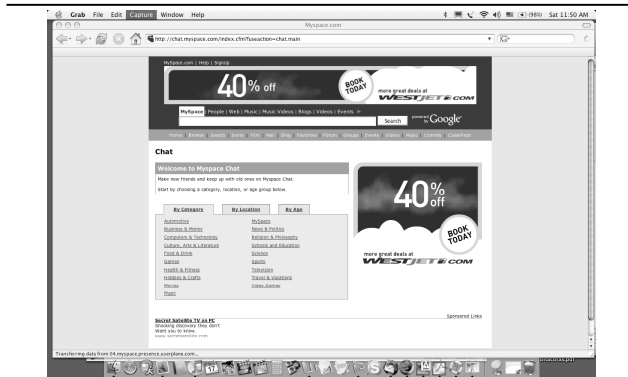 Grab File Edit Capture Window Help (98%) Sat 11:50 AM
Myspace.com
http://chat.myspace.com/index.cfm?fuseaction=chat.main
MySpace.com | Help | SignUp
40% off
BOOK TODAY
more great deals at
WESTJET.COM
MySpace People | Web | Music | Music Videos | Blogs | Videos | Events
Search powered by Google
Home | Browse | Search | Invite | Film | Mail | Blog | Favorites | Forum | Groups | Events | Videos | Music | Comedy | Classifieds
Chat
Welcome to Myspace Chat
Make new friends and keep up with old ones on Myspace Chat.
Start by choosing a category, location, or age group below.
By Category By Location By Age
Automotive MySpace
Business & Money News & Politics
Computers & Technology Religion & Philosophy
Culture, Arts & Literature Schools and Education
Food & Drink Science
Games Sports
Health & Fitness Television
Hobbies & Crafts Travel & Vacations
Movies Video Games
Music
40% off
BOOK TODAY
more great deals at
WESTJET.COM
Sponsored Links
Secret Satellite TV on PC
Shocking discovery they don't
Want you to know.
www.secretsatellite.com
Transferring data from 04.myspace.presence.userplane.com...
17